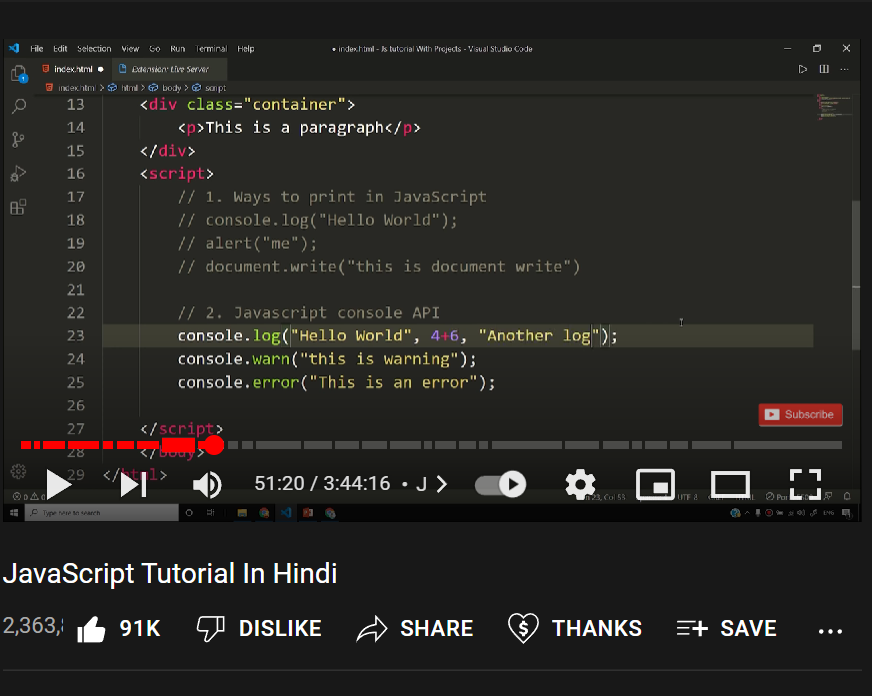 File Edit Selection View Go Run Terminal Help
● index.html - Js tutorial With Projects - Visual Studio Code
index.html ● Extension: Live Server
index.html > html > body > script
13 <div class="container">
14 <p>This is a paragraph</p>
15 </div>
16 <script>
17 // 1. Ways to print in JavaScript
18 // console.log("Hello World");
19 // alert("me");
20 // document.write("this is document write")
21
22 // 2. Javascript console API
23 console.log("Hello World", 4+6, "Another log");
24 console.warn("this is warning");
25 console.error("This is an error");
26
Subscribe
27 </script>
28 </body>
29 </html>
51:20 / 3:44:16 • J >
Type here to search
ENG
JavaScript Tutorial In Hindi
2,363, 91K DISLIKE SHARE THANKS SAVE ...